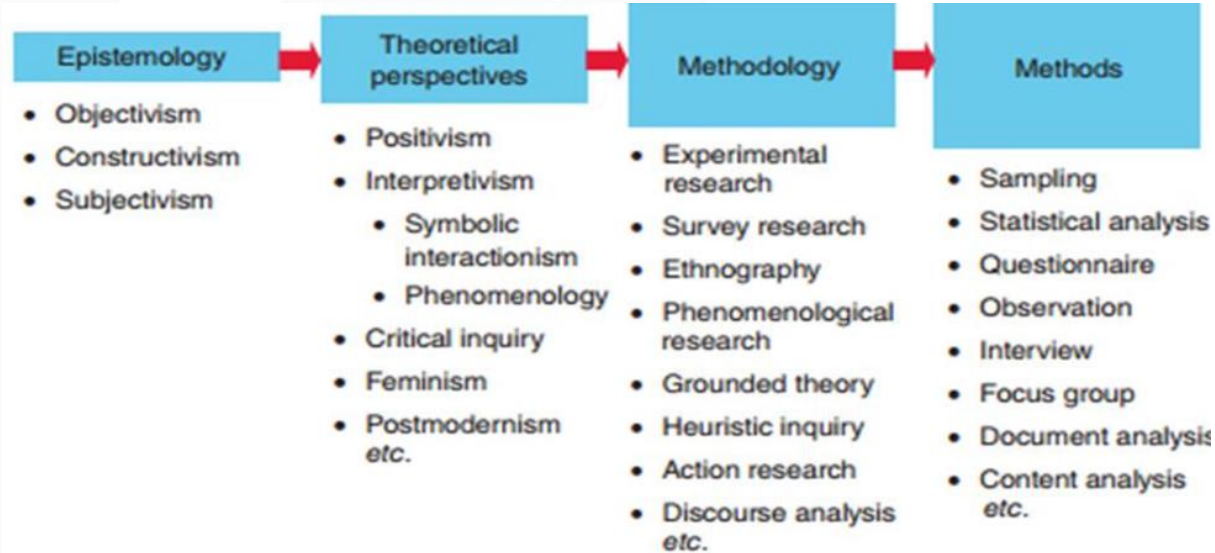 Epistemology
• Objectivism
• Constructivism
• Subjectivism
Theoretical
perspectives
• Positivism
• Interpretivism
• Symbolic
interactionism
• Phenomenology
• Critical inquiry
• Feminism
• Postmodernism
etc.
Methodology
• Experimental
research
• Survey research
• Ethnography
• Phenomenological
research
• Grounded theory
• Heuristic inquiry
• Action research
• Discourse analysis
etc.
Methods
• Sampling
• Statistical analysis
• Questionnaire
• Observation
• Interview
• Focus group
• Document analysis
• Content analysis
etc.